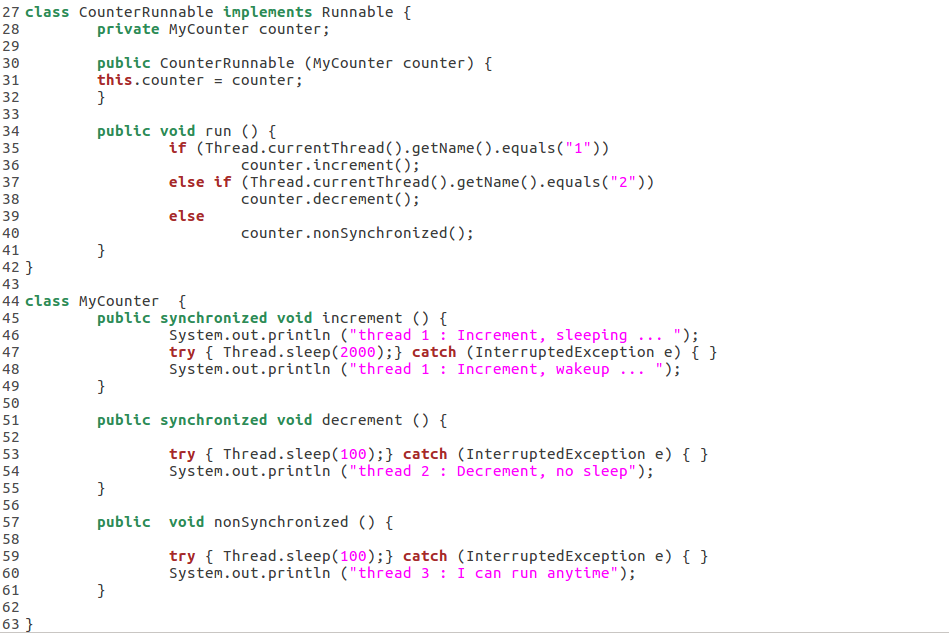 27 class CounterRunnable implements Runnable {
28         private MyCounter counter;
29
30         public CounterRunnable (MyCounter counter) {
31         this.counter = counter;
32         }
33
34         public void run () {
35                 if (Thread.currentThread().getName().equals("1"))
36                         counter.increment();
37                 else if (Thread.currentThread().getName().equals("2"))
38                         counter.decrement();
39                 else
40                         counter.nonSynchronized();
41         }
42 }
43
44 class MyCounter  {
45         public synchronized void increment () {
46                 System.out.println ("thread 1 : Increment, sleeping ... ");
47                 try { Thread.sleep(2000);} catch (InterruptedException e) { }
48                 System.out.println ("thread 1 : Increment, wakeup ... ");
49         }
50
51         public synchronized void decrement () {
52
53                 try { Thread.sleep(100);} catch (InterruptedException e) { }
54                 System.out.println ("thread 2 : Decrement, no sleep");
55         }
56
57         public  void nonSynchronized () {
58
59                 try { Thread.sleep(100);} catch (InterruptedException e) { }
60                 System.out.println ("thread 3 : I can run anytime");
61         }
62
63 }